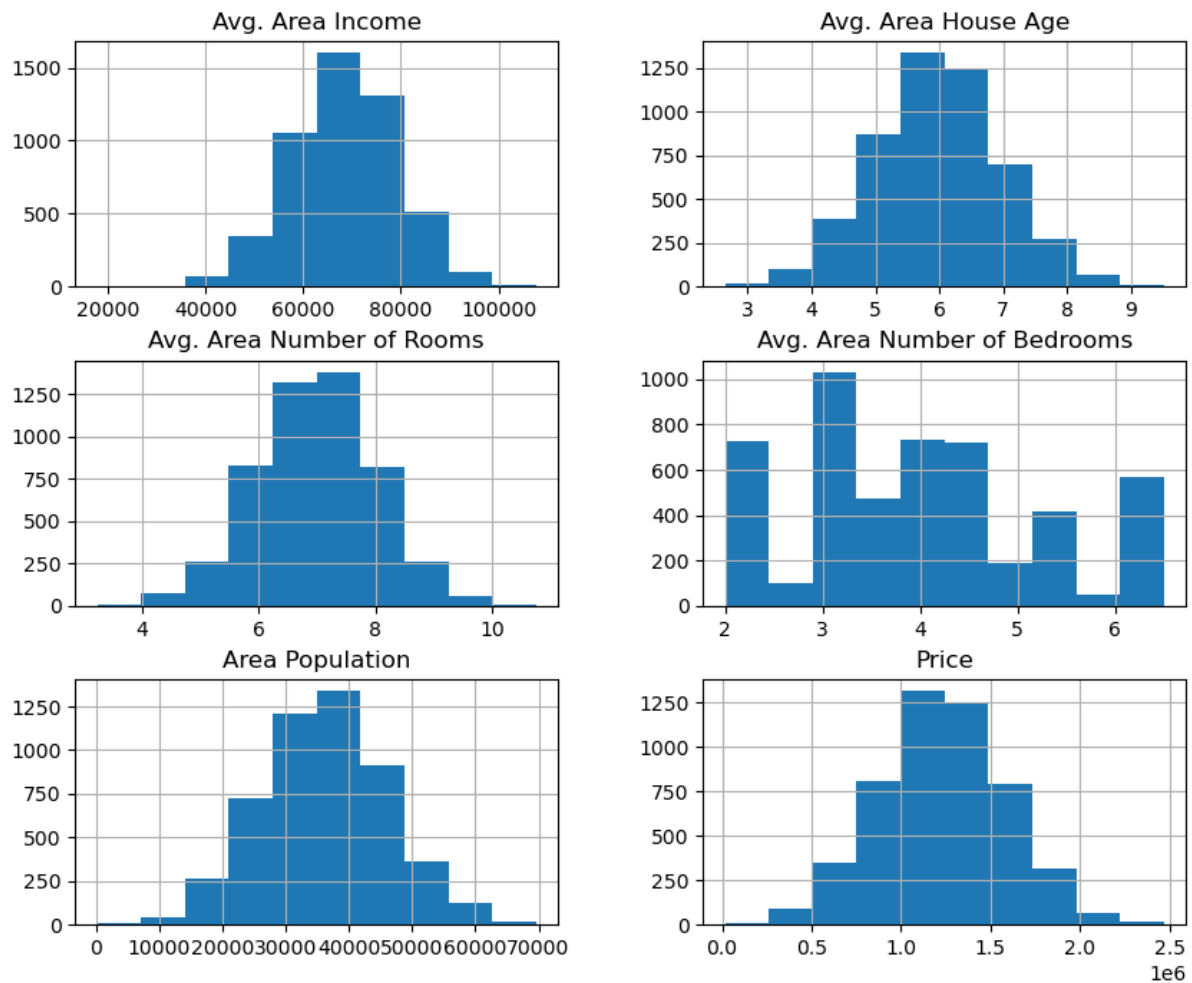 Avg. Area Income
1500
1000
500
0
20000 40000 60000 80000 100000
Avg. Area House Age
1250
1000
750
500
250
0
3 4 5 6 7 8 9
Avg. Area Number of Rooms
1250
1000
750
500
250
0
4 6 8 10
Avg. Area Number of Bedrooms
1000
800
600
400
200
0
2 3 4 5 6
Area Population
1250
1000
750
500
250
0
0 10000 20000 30000 40000 50000 60000 70000
Price
1250
1000
750
500
250
0
0.0 0.5 1.0 1.5 2.0 2.5
1e6